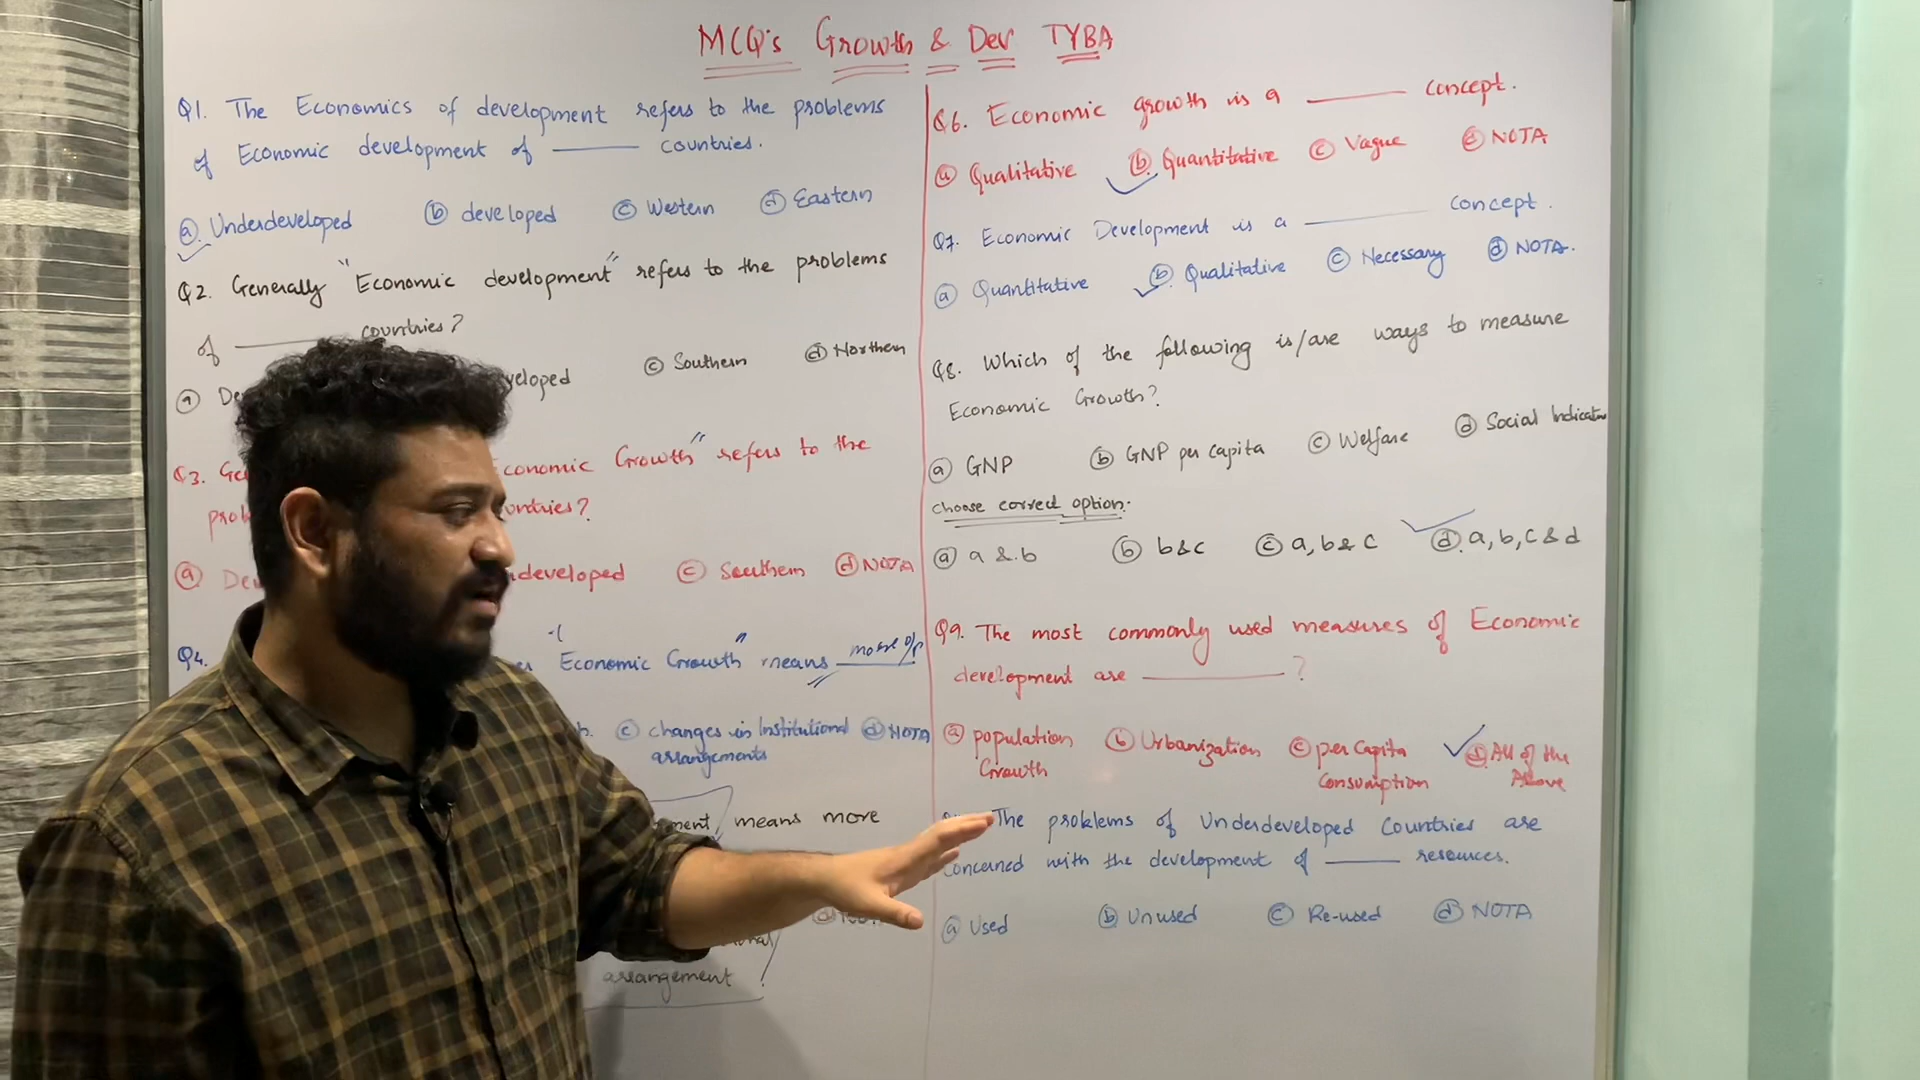 MCQ's Growth & Dev TYBA
Q1. The Economics of development refers to the problems
of Economic development of ______ countries.
ⓐ Underdeveloped ⓑ developed ⓒ Western ⓓ Eastern
Q2. Generally "Economic development" refers to the problems
of ______ countries?
ⓐ ⓒ Southern ⓓ Northern
Q3. Economic Growth" refers to the
ⓐ ⓒ Southern ⓓ NOTA
Q4. Economic Growth" means more o/p
ⓒ changes in Institutional ⓓ NOTA
arrangements
means more
arrangement
Q6. Economic growth is a ______ concept.
ⓐ Qualitative ⓑ Quantitative ⓒ Vague ⓓ NOTA
Q7. Economic Development is a ______ concept.
ⓐ Quantitative ⓑ Qualitative ⓒ Necessary ⓓ NOTA.
Q8. Which of the following is/are ways to measure
Economic Growth?
ⓐ GNP ⓑ GNP per capita ⓒ Welfare ⓓ Social
choose correct option.
ⓐ a & b ⓑ b&c ⓒ a, b & c ⓓ a, b, c & d
Q9. The most commonly used measures of Economic
development are ______ ?
ⓐ population ⓑ Urbanization ⓒ per Capita ⓓ All of the
Growth Consumption Above
The problems of Underdeveloped Countries are
concerned with the development of ______ resources.
ⓐ Used ⓑ Unused ⓒ Re-used ⓓ NOTA